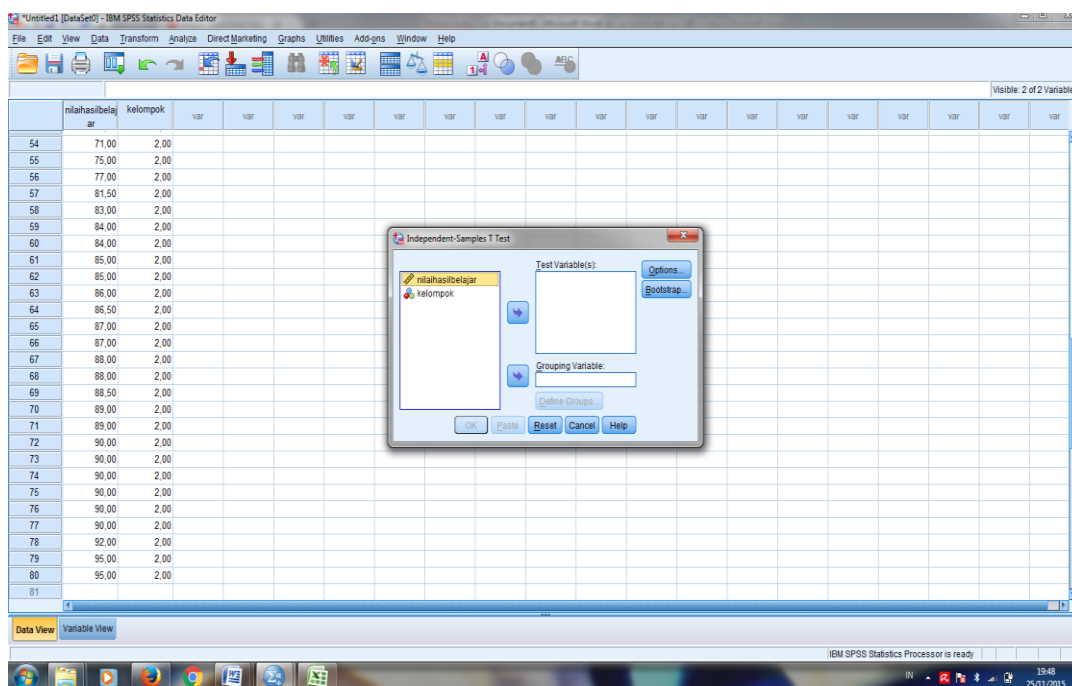 *Untitled1 [DataSet0] - IBM SPSS Statistics Data Editor
File Edit View Data Transform Analyze Direct Marketing Graphs Utilities Add-ons Window Help
Visible: 2 of 2 Variable
nilaihasilbelaj
ar kelompok var var var var var var var var var var var var var var var var var var
54 71,00 2,00
55 75,00 2,00
56 77,00 2,00
57 81,50 2,00
58 83,00 2,00
59 84,00 2,00
60 84,00 2,00
61 85,00 2,00
62 85,00 2,00
63 86,00 2,00
64 86,50 2,00
65 87,00 2,00
66 87,00 2,00
67 88,00 2,00
68 88,00 2,00
69 88,50 2,00
70 89,00 2,00
71 89,00 2,00
72 90,00 2,00
73 90,00 2,00
74 90,00 2,00
75 90,00 2,00
76 90,00 2,00
77 90,00 2,00
78 92,00 2,00
79 95,00 2,00
80 95,00 2,00
81
Independent-Samples T Test
nilaihasilbelajar
kelompok
Test Variable(s):
Options...
Bootstrap...
Grouping Variable:
Define Groups...
OK Paste Reset Cancel Help
Data View Variable View
IBM SPSS Statistics Processor is ready
IN 19:48
25/11/2015